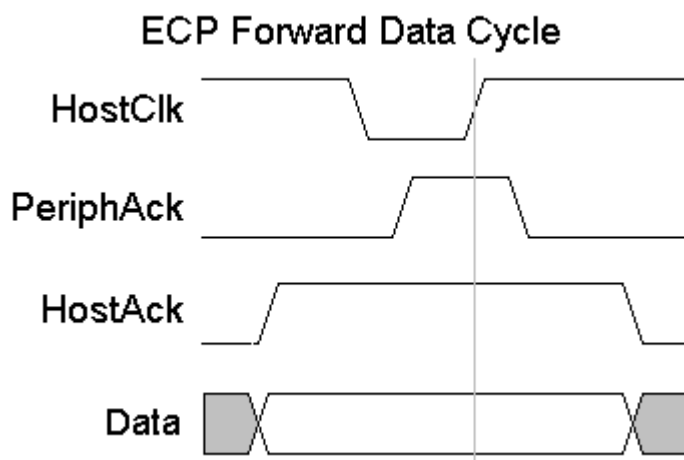 ECP Forward Data Cycle
HostClk
PeriphAck
HostAck
Data